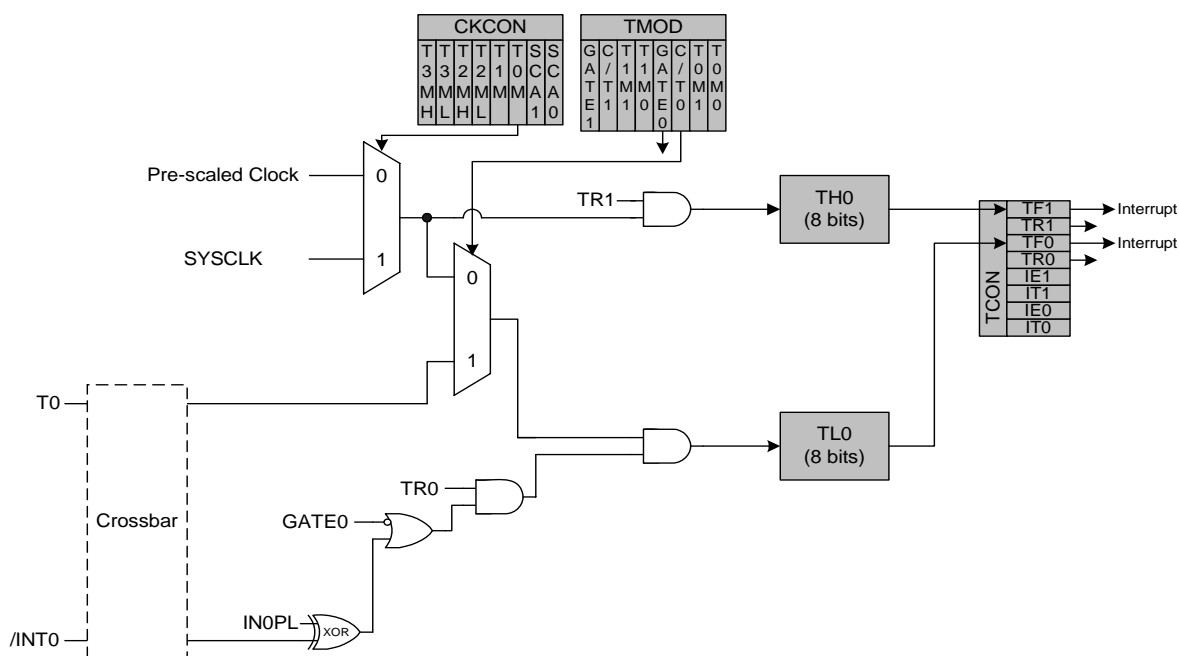 CKCON
TMOD
T3MH
T3ML
T2MH
T2ML
T1M
T0M
SCA1
SCA0
GATE1
C/T1
T1M1
T1M0
GATE0
C/T0
T0M1
T0M0
Pre-scaled Clock
0
SYSCLK
1
TR1
TH0
(8 bits)
TCON
TF1
TR1
TF0
TR0
IE1
IT1
IE0
IT0
Interrupt
Interrupt
0
1
T0
TL0
(8 bits)
TR0
Crossbar
GATE0
IN0PL
XOR
/INT0